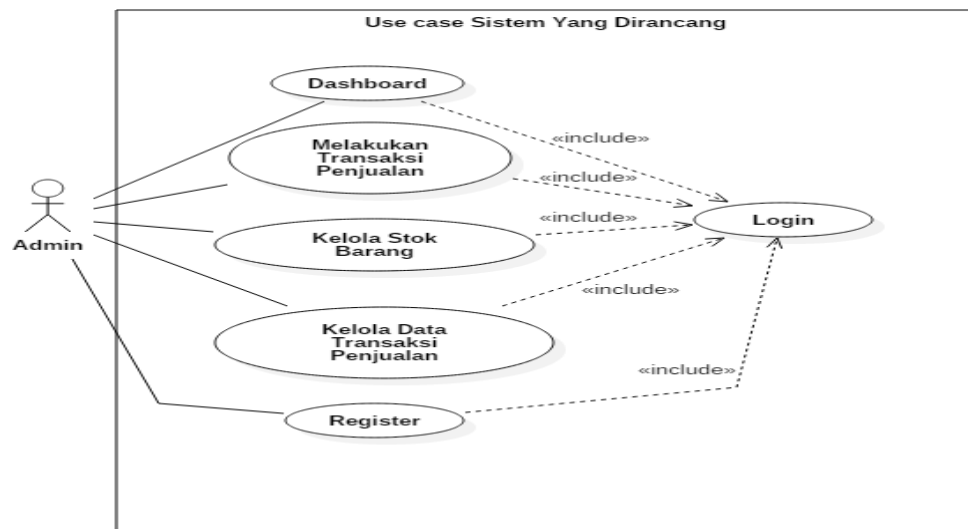 Use case Sistem Yang Dirancang
Dashboard
«include»
Melakukan
Transaksi
Penjualan
«include»
Admin
Kelola Stok
Barang
«include»
Login
«include»
Kelola Data
Transaksi
Penjualan
«include»
Register